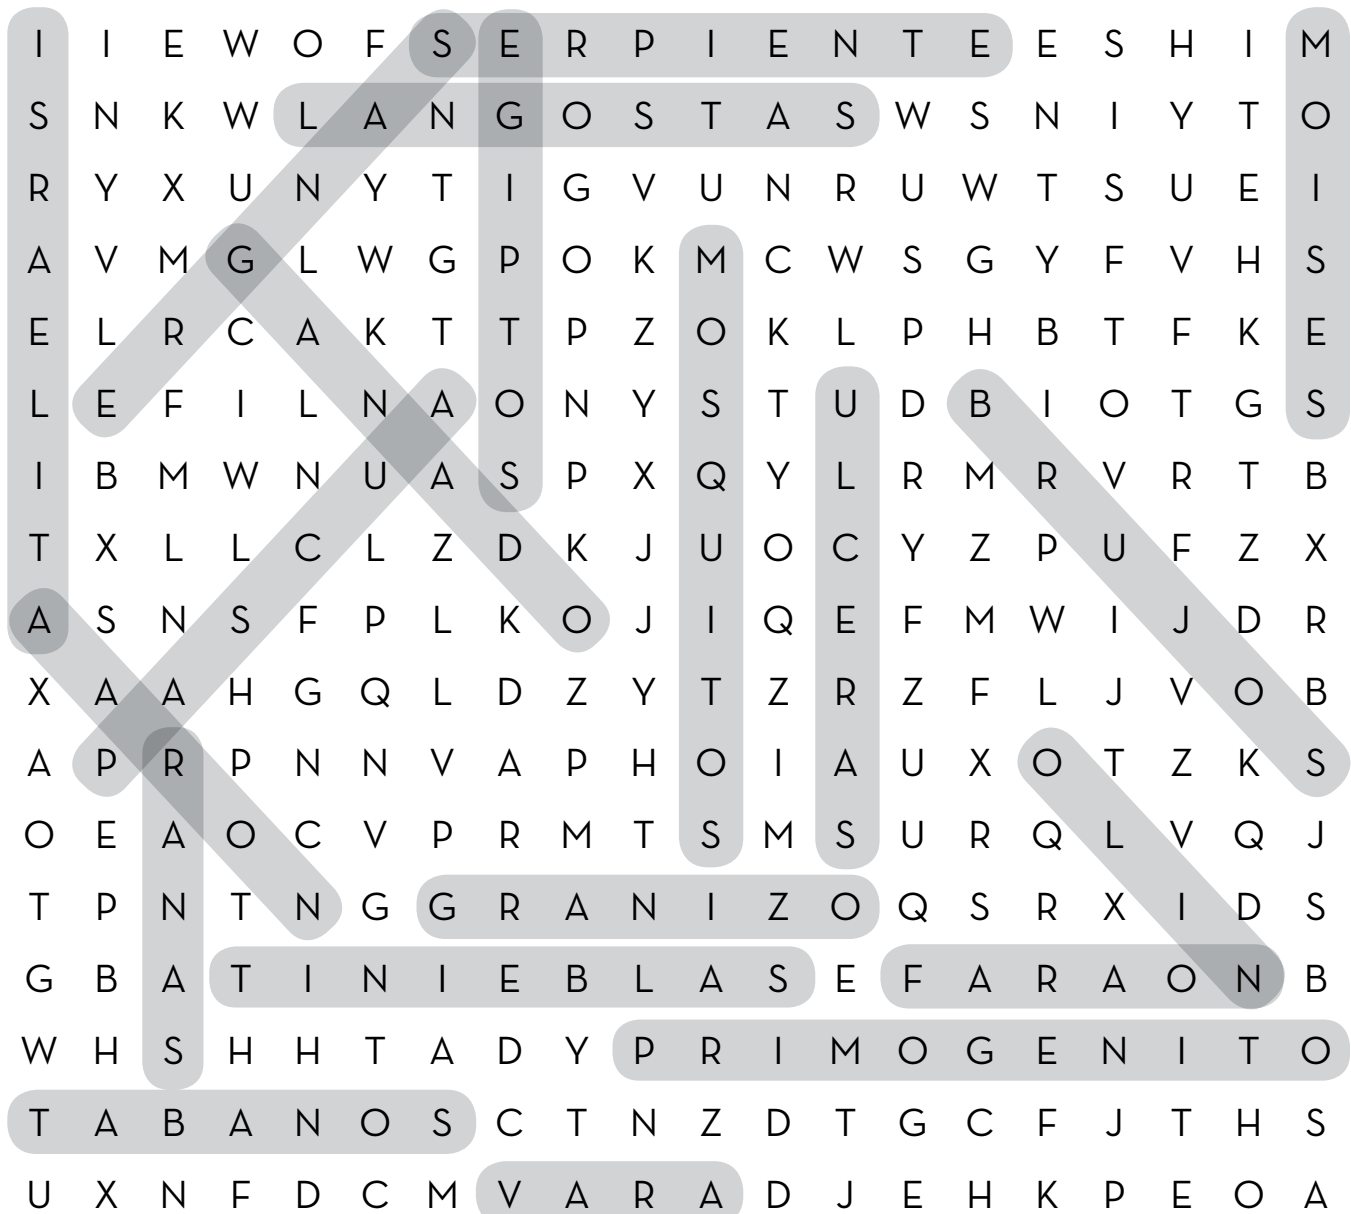 I I E W O F S E R P I E N T E E S H I M
S N K W L A N G O S T A S W S N I Y T O
R Y X U N Y T I G V U N R U W T S U E I
A V M G L W G P O K M C W S G Y F V H S
E L R C A K T T P Z O K L P H B T F K E
L E F I L N A O N Y S T U D B I O T G S
I B M W N U A S P X Q Y L R M R V R T B
T X L L C L Z D K J U O C Y Z P U F Z X
A S N S F P L K O J I Q E F M W I J D R
X A A H G Q L D Z Y T Z R Z F L J V O B
A P R P N N V A P H O I A U X O T Z K S
O E A O C V P R M T S M S U R Q L V Q J
T P N T N G G R A N I Z O Q S R X I D S
G B A T I N I E B L A S E F A R A O N B
W H S H H T A D Y P R I M O G E N I T O
T A B A N O S C T N Z D T G C F J T H S
U X N F D C M V A R A D J E H K P E O A